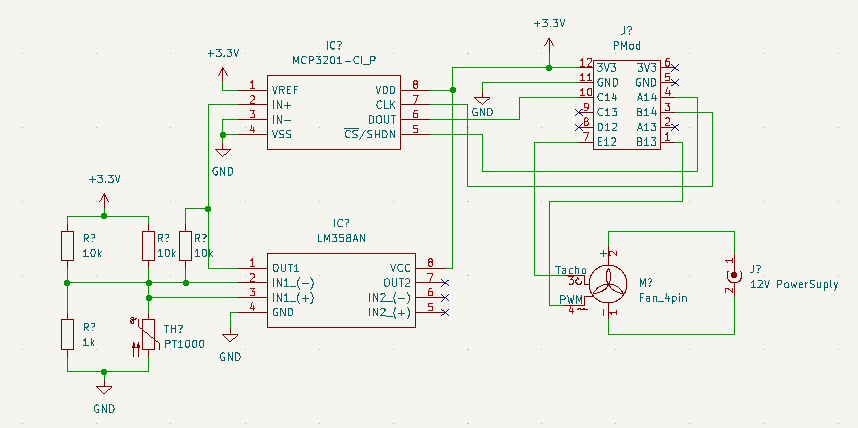 +3.3V
IC?
MCP3201-CI_P
1 VREF
2 IN+
3 IN-
4 VSS
VDD 8
CLK 7
DOUT 6
CS/SHDN 5
GND
+3.3V
J?
PMod
12 3V3
11 GND
10 C14
9 C13
8 D12
7 E12
3V3 6
GND 5
A14 4
B14 3
A13 2
B13 1
GND
+3.3V
R?
10k
R?
10k
R?
10k
R?
1k
TH?
PT1000
GND
IC?
LM358AN
1 OUT1
2 IN1_(-)
3 IN1_(+)
4 GND
VCC 8
OUT2 7
IN2_(-) 6
IN2_(+) 5
GND
Tacho
3
PWM
4
+ 2
- 1
M?
Fan_4pin
1
2
J?
12V PowerSuply